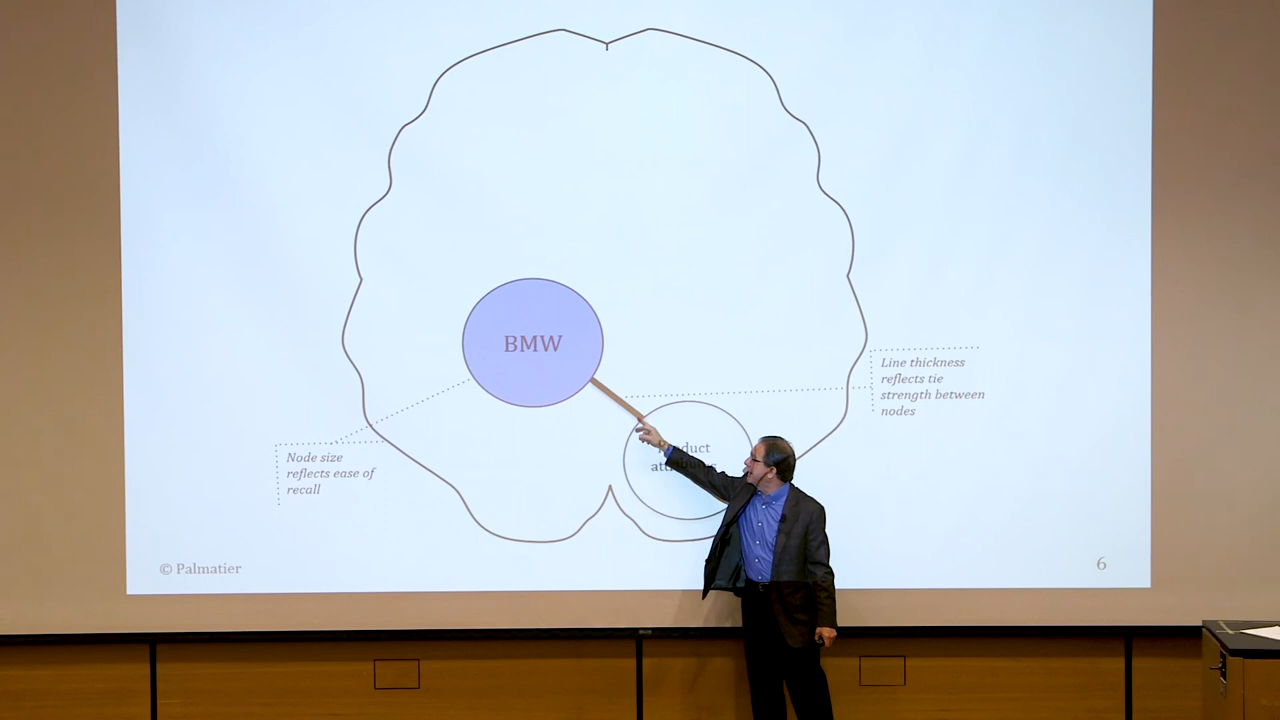 BMW
Line thickness
reflects tie
strength between
nodes
Node size
reflects ease of
recall
© Palmatier
6